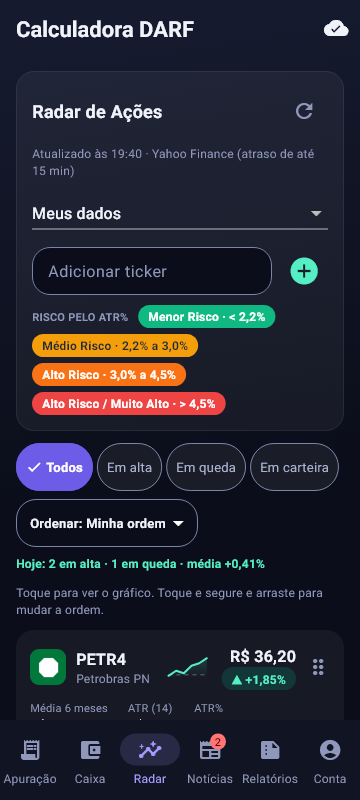 Calculadora DARF
Radar de Ações
Atualizado às 19:40 · Yahoo Finance (atraso de até
15 min)
Meus dados
Adicionar ticker
RISCO PELO ATR%
Menor Risco · < 2,2%
Médio Risco · 2,2% a 3,0%
Alto Risco · 3,0% a 4,5%
Alto Risco / Muito Alto · > 4,5%
Todos
Em alta
Em queda
Em carteira
Ordenar: Minha ordem
Hoje: 2 em alta · 1 em queda · média +0,41%
Toque para ver o gráfico. Toque e segure e arraste para
mudar a ordem.
PETR4
Petrobras PN
R$ 36,20
▲ +1,85%
Média 6 meses
ATR (14)
ATR%
2
Apuração
Caixa
Radar
Notícias
Relatórios
Conta